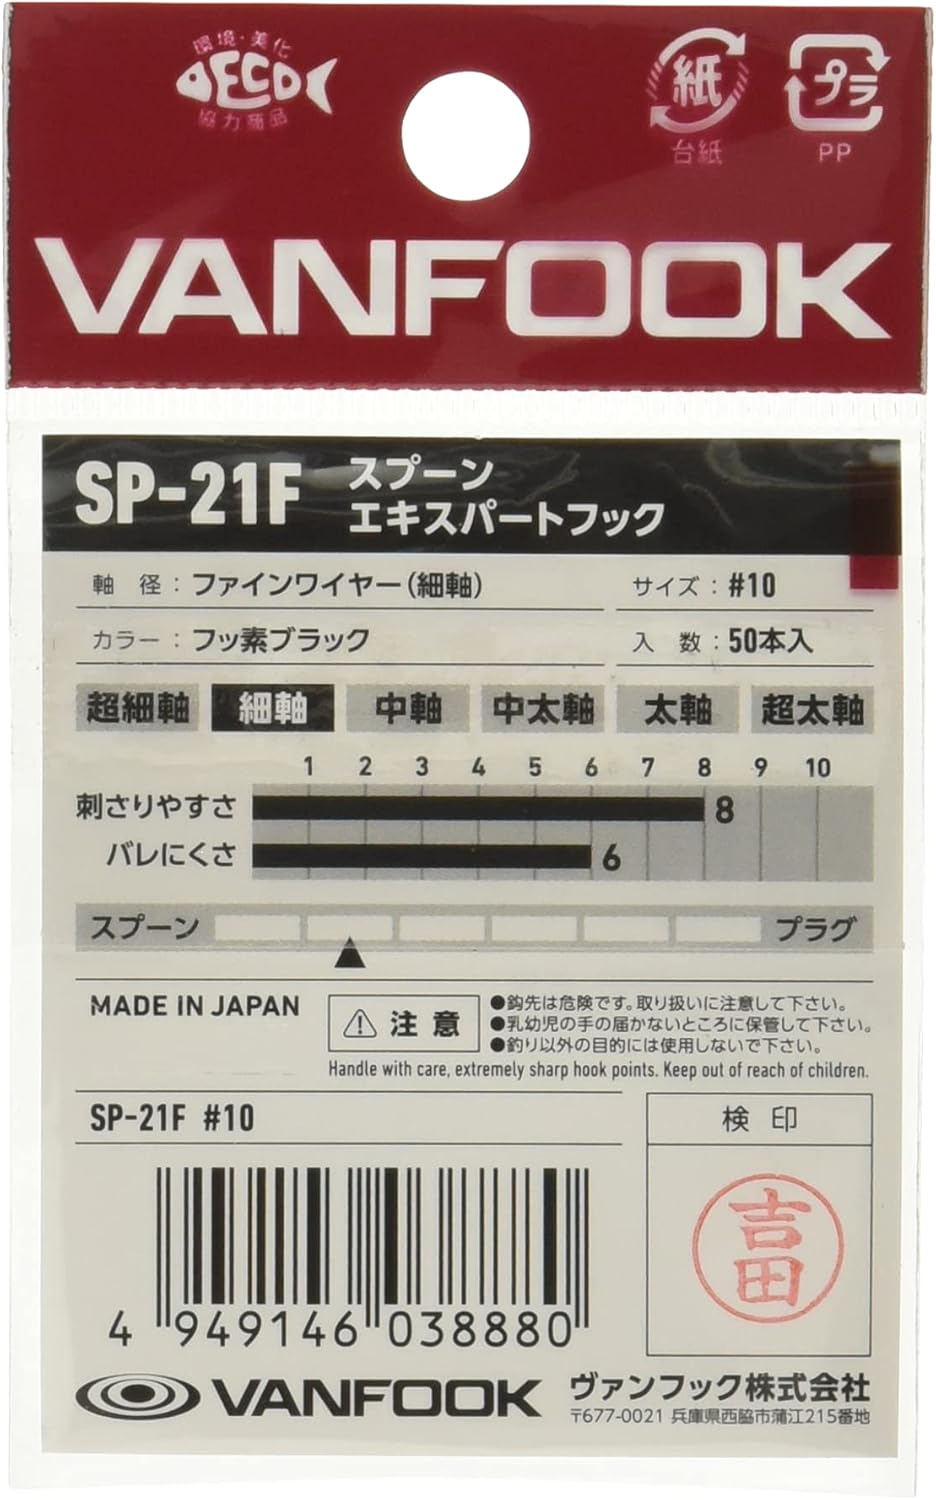 環境・美化
ECO
協力商品
紙
台紙
プラ
PP
VANFOOK
SP-21F スプーン
エキスパートフック
軸 径：ファインワイヤー(細軸)
サイズ：#10
カラー：フッ素ブラック
入 数：50本入
超細軸 細軸 中軸 中太軸 太軸 超太軸
1 2 3 4 5 6 7 8 9 10
刺さりやすさ 8
バレにくさ 6
スプーン プラグ
MADE IN JAPAN
注 意
●鈎先は危険です。取り扱いに注意して下さい。
●乳幼児の手の届かないところに保管して下さい。
●釣り以外の目的には使用しないで下さい。
Handle with care, extremely sharp hook points. Keep out of reach of children.
SP-21F #10
検 印
吉田
4 949146 038880
VANFOOK
ヴァンフック株式会社
〒677-0021 兵庫県西脇市蒲江215番地